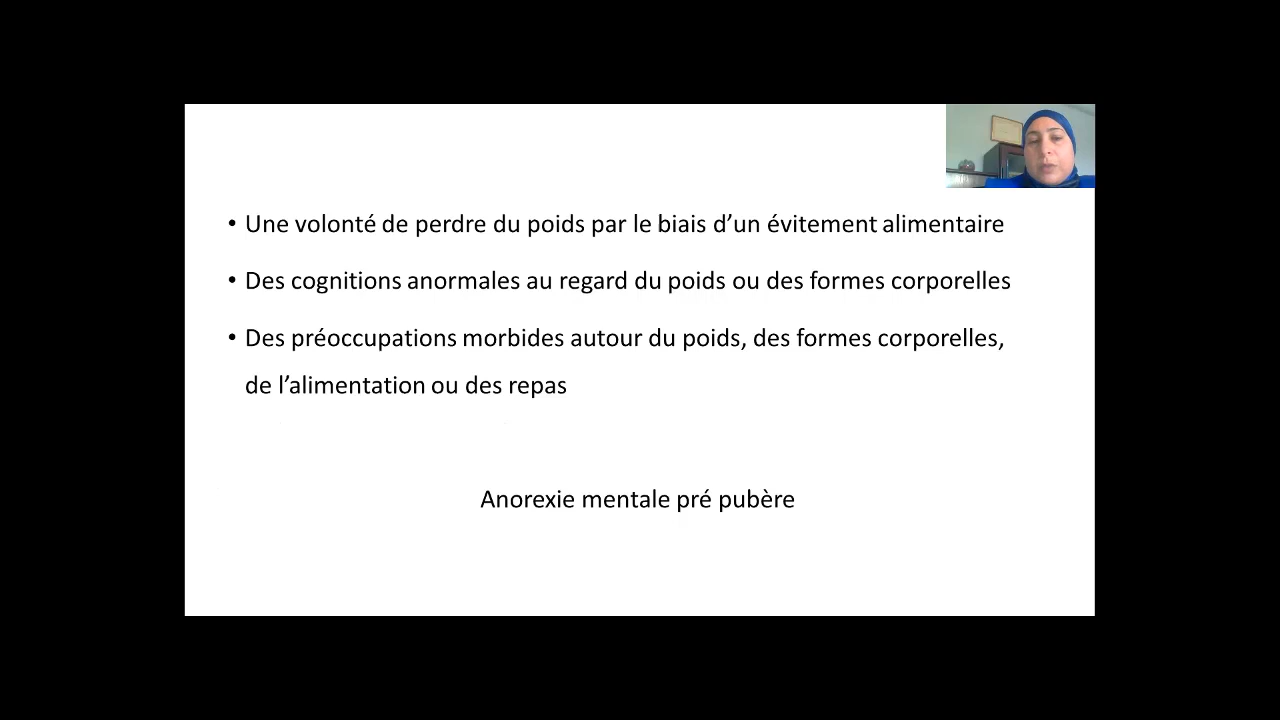 • Une volonté de perdre du poids par le biais d’un évitement alimentaire
• Des cognitions anormales au regard du poids ou des formes corporelles
• Des préoccupations morbides autour du poids, des formes corporelles,
de l’alimentation ou des repas
Anorexie mentale pré pubère